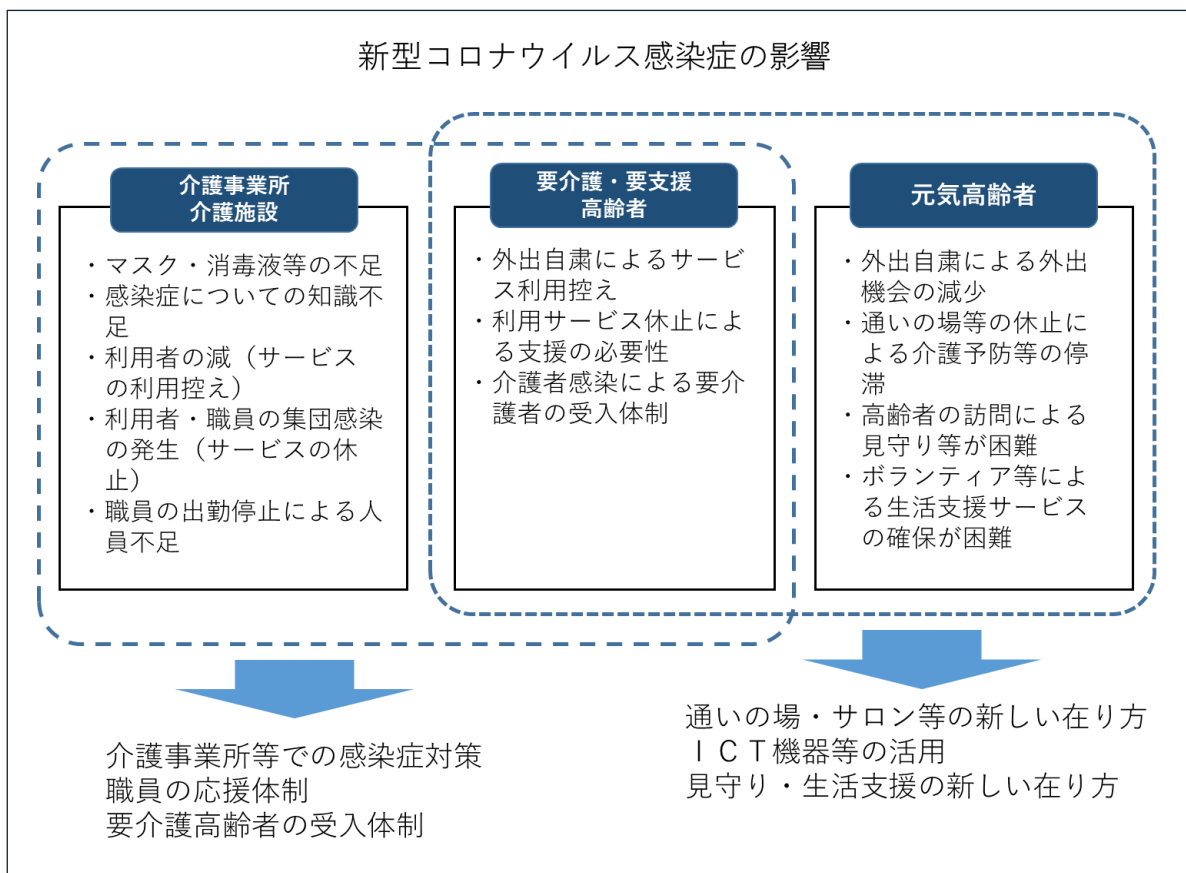 新型コロナウイルス感染症の影響
介護事業所
介護施設
・マスク・消毒液等の不足
・感染症についての知識不
足
・利用者の減（サービス
の利用控え）
・利用者・職員の集団感染
の発生（サービスの休
止）
・職員の出勤停止による人
員不足
要介護・要支援
高齢者
・外出自粛によるサービ
ス利用控え
・利用サービス休止によ
る支援の必要性
・介護者感染による要介
護者の受入体制
元気高齢者
・外出自粛による外出
機会の減少
・通いの場等の休止に
よる介護予防等の停
滞
・高齢者の訪問による
見守り等が困難
・ボランティア等によ
る生活支援サービス
の確保が困難
介護事業所等での感染症対策
職員の応援体制
要介護高齢者の受入体制
通いの場・サロン等の新しい在り方
ＩＣＴ機器等の活用
見守り・生活支援の新しい在り方